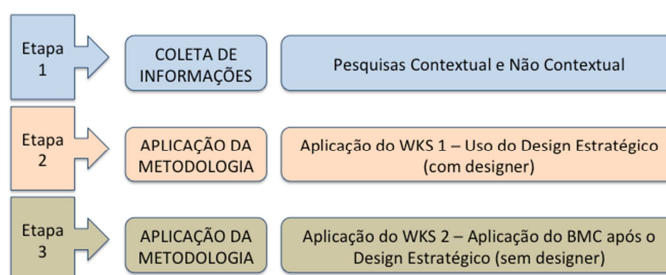 Etapa
1
COLETA DE
INFORMAÇÕES
Pesquisas Contextual e Não Contextual
Etapa
2
APLICAÇÃO DA
METODOLOGIA
Aplicação do WKS 1 – Uso do Design Estratégico
(com designer)
Etapa
3
APLICAÇÃO DA
METODOLOGIA
Aplicação do WKS 2 – Aplicação do BMC após o
Design Estratégico (sem designer)